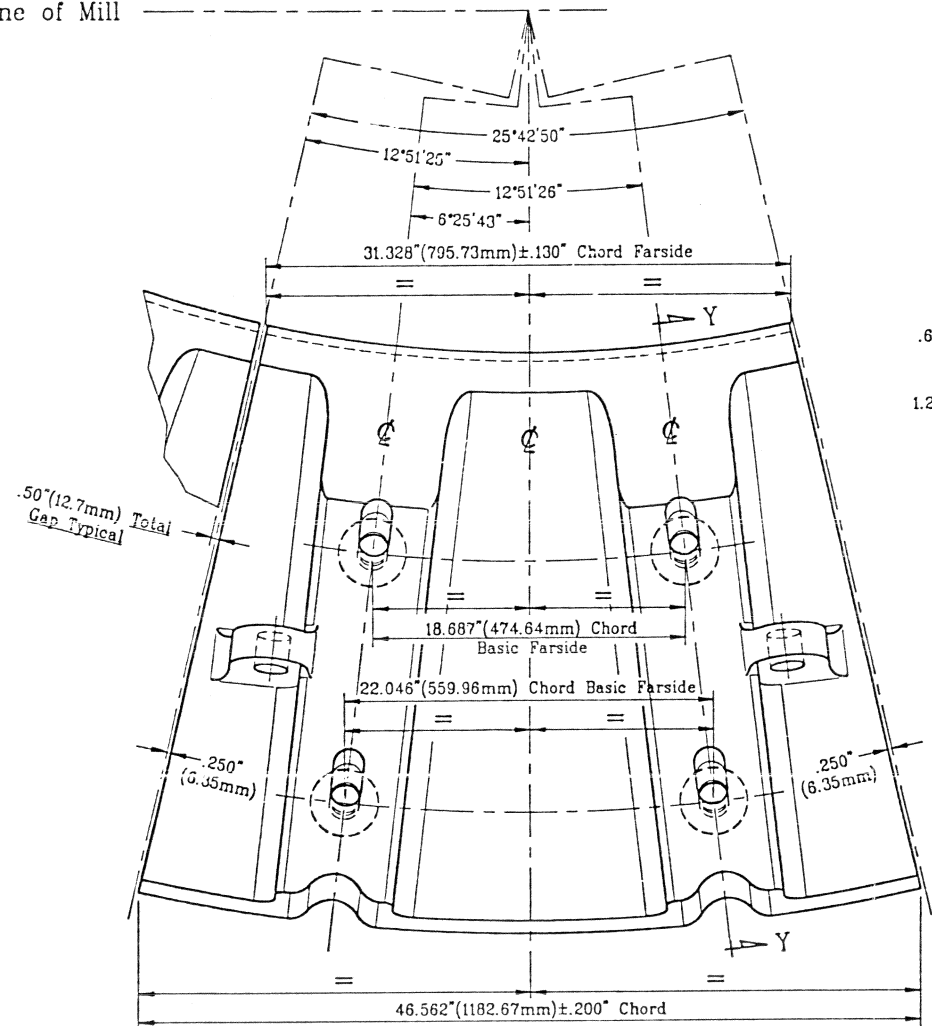 ne of Mill
25°42'50"
12°51'25"
12°51'26"
6°25'43"
31.328"(795.73mm)±.130" Chord Farside
= =
Y
.6
1.2
℄ ℄ ℄
.50"(12.7mm) Total
Gap Typical
= =
18.687"(474.64mm) Chord
Basic Farside
22.046"(559.96mm) Chord Basic Farside
= =
.250"
(6.35mm)
.250"
(6.35mm)
Y
= =
46.562"(1182.67mm)±.200" Chord